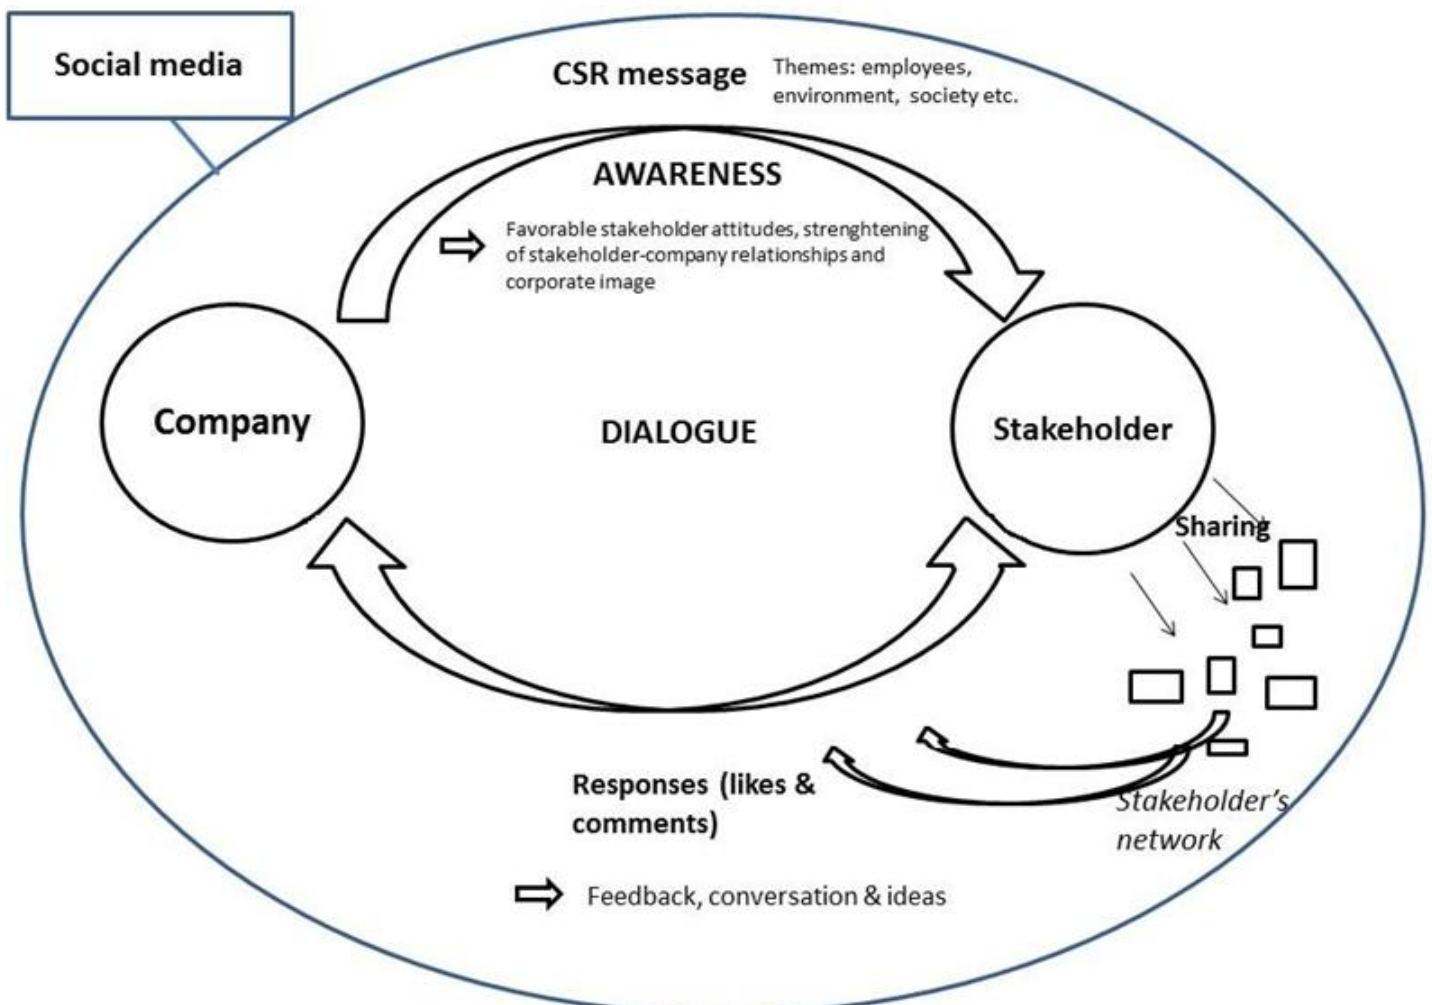 Social media
CSR message
Themes: employees,
environment, society etc.
AWARENESS
Favorable stakeholder attitudes, strenghtening
of stakeholder-company relationships and
corporate image
Company
DIALOGUE
Stakeholder
Sharing
Responses (likes &
comments)
Stakeholder's
network
Feedback, conversation & ideas